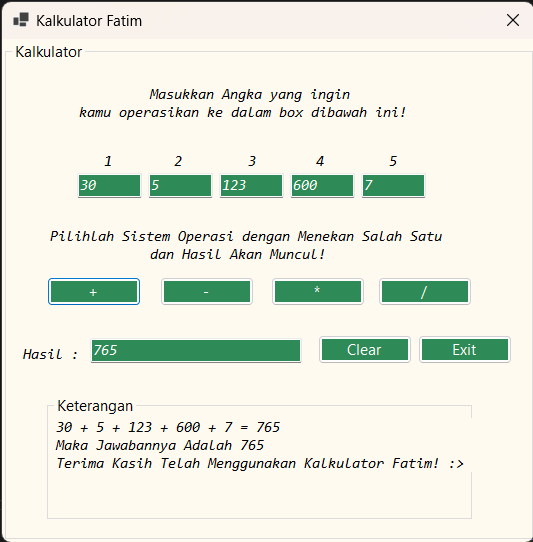 Kalkulator Fatim
Kalkulator
Masukkan Angka yang ingin
kamu operasikan ke dalam box dibawah ini!
1 2 3 4 5
30 5 123 600 7
Pilihlah Sistem Operasi dengan Menekan Salah Satu
dan Hasil Akan Muncul!
+ - * /
Hasil : 765 Clear Exit
Keterangan
30 + 5 + 123 + 600 + 7 = 765
Maka Jawabannya Adalah 765
Terima Kasih Telah Menggunakan Kalkulator Fatim! :>